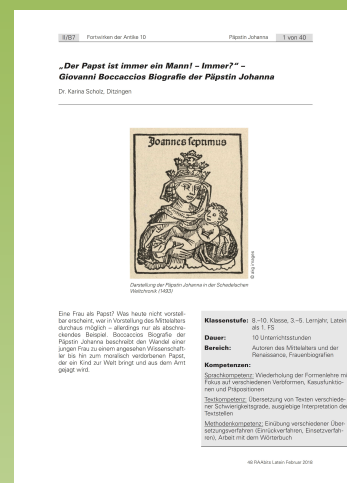 II/B7 Fortwirken der Antike 10 Päpstin Johanna 1 von 40
„Der Papst ist immer ein Mann! – Immer?“ –
Giovanni Boccaccios Biografie der Päpstin Johanna
Dr. Karina Scholz, Ditzingen
Joannes septimus
© akg-images
Darstellung der Päpstin Johanna in der Schedelschen
Weltchronik (1493)
Eine Frau als Papst? Was heute nicht vorstell-
bar erscheint, war in Vorstellung des Mittelalters
durchaus möglich – allerdings nur als abschre-
ckendes Beispiel. Boccaccios Biografie der
Päpstin Johanna beschreibt den Wandel einer
jungen Frau zu einem angesehen Wissenschaft-
ler bis hin zum moralisch verdorbenen Papst,
der ein Kind zur Welt bringt und aus dem Amt
gejagt wird.
Klassenstufe: 8.–10. Klasse, 3.–5. Lernjahr, Latein
als 1. FS
Dauer: 10 Unterrichtsstunden
Bereich: Autoren des Mittelalters und der
Renaissance, Frauenbiografien
Kompetenzen:
Sprachkompetenz: Wiederholung der Formenlehre mi
Fokus auf verschiedenen Verbformen, Kasusfunktio-
nen und Präpositionen
Textkompetenz: Übersetzung von Texten verschiede-
ner Schwierigkeitsgrade, ausgiebige Interpretation der
Textstellen
Methodenkompetenz: Einübung verschiedener Über-
setzungsverfahren (Einrückverfahren, Einsetzverfah-
ren), Arbeit mit dem Wörterbuch
48 RAAbits Latein Februar 2018